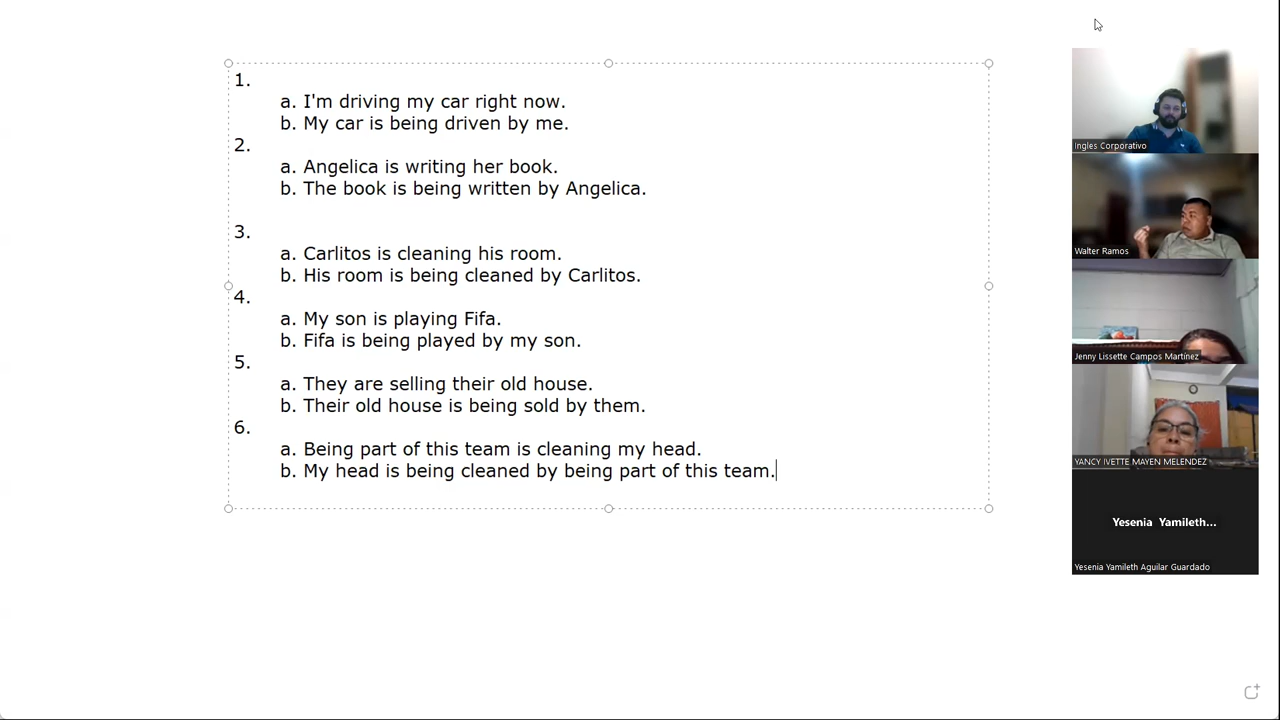 1.
a. I'm driving my car right now.
b. My car is being driven by me.
2.
a. Angelica is writing her book.
b. The book is being written by Angelica.
3.
a. Carlitos is cleaning his room.
b. His room is being cleaned by Carlitos.
4.
a. My son is playing Fifa.
b. Fifa is being played by my son.
5.
a. They are selling their old house.
b. Their old house is being sold by them.
6.
a. Being part of this team is cleaning my head.
b. My head is being cleaned by being part of this team.
Ingles Corporativo
Walter Ramos
Jenny Lissette Campos Martínez
YANCY IVETTE MAYEN MELENDEZ
Yesenia Yamileth...
Yesenia Yamileth Aguilar Guardado